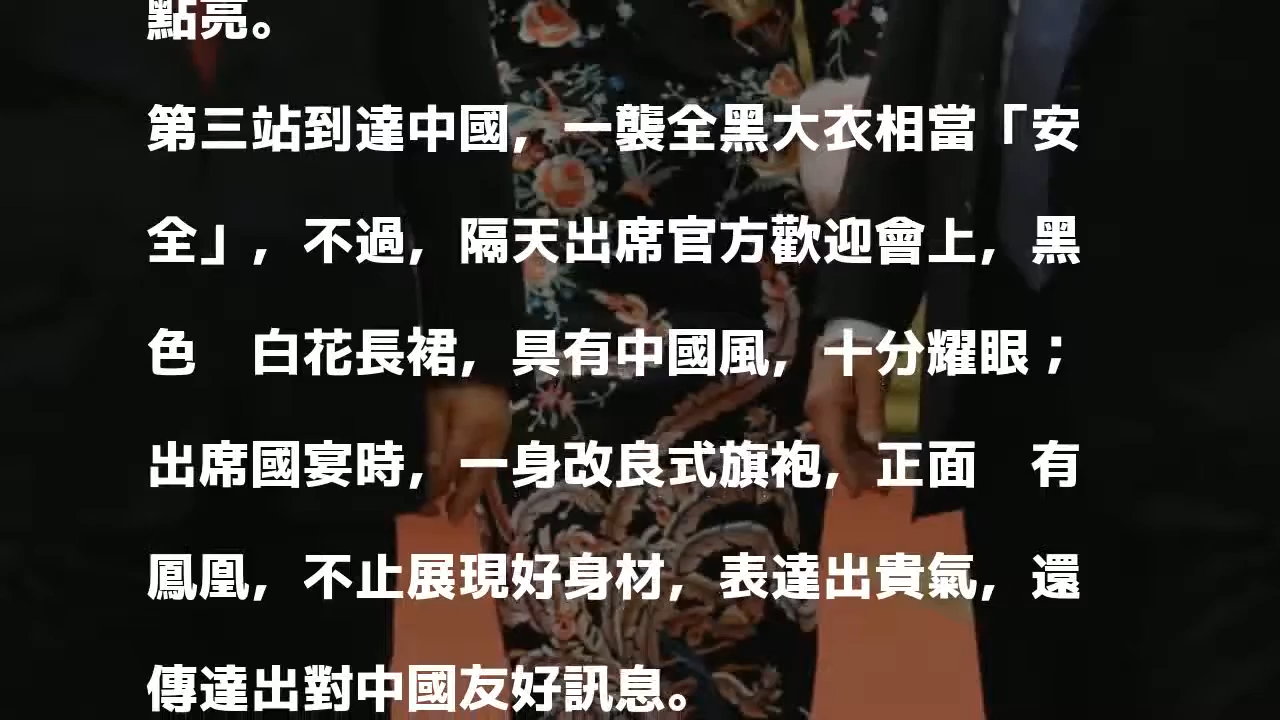 點亮。
第三站到達中國，一襲全黑大衣相當「安
全」，不過，隔天出席官方歡迎會上，黑
色　白花長裙，具有中國風，十分耀眼；
出席國宴時，一身改良式旗袍，正面　有
鳳凰，不止展現好身材，表達出貴氣，還
傳達出對中國友好訊息。